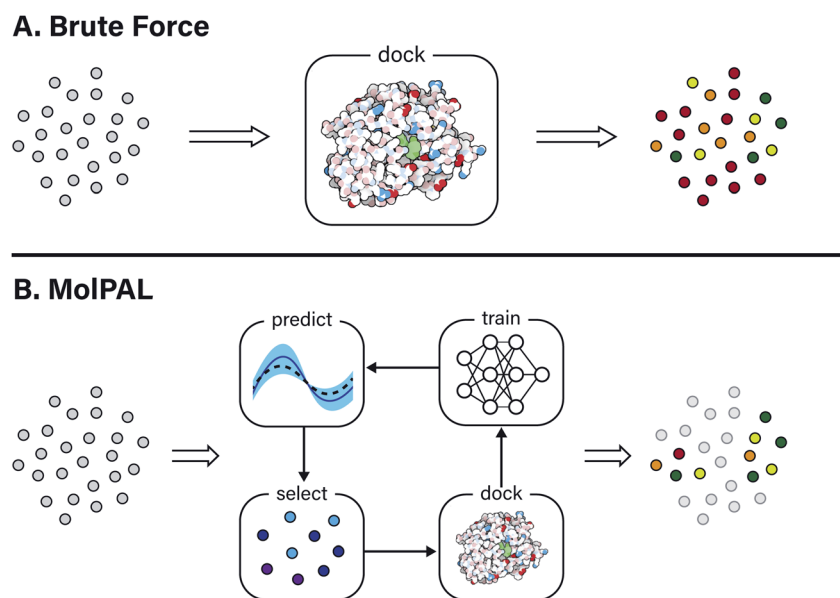 A. Brute Force
dock
B. MolPAL
predict
train
select
dock